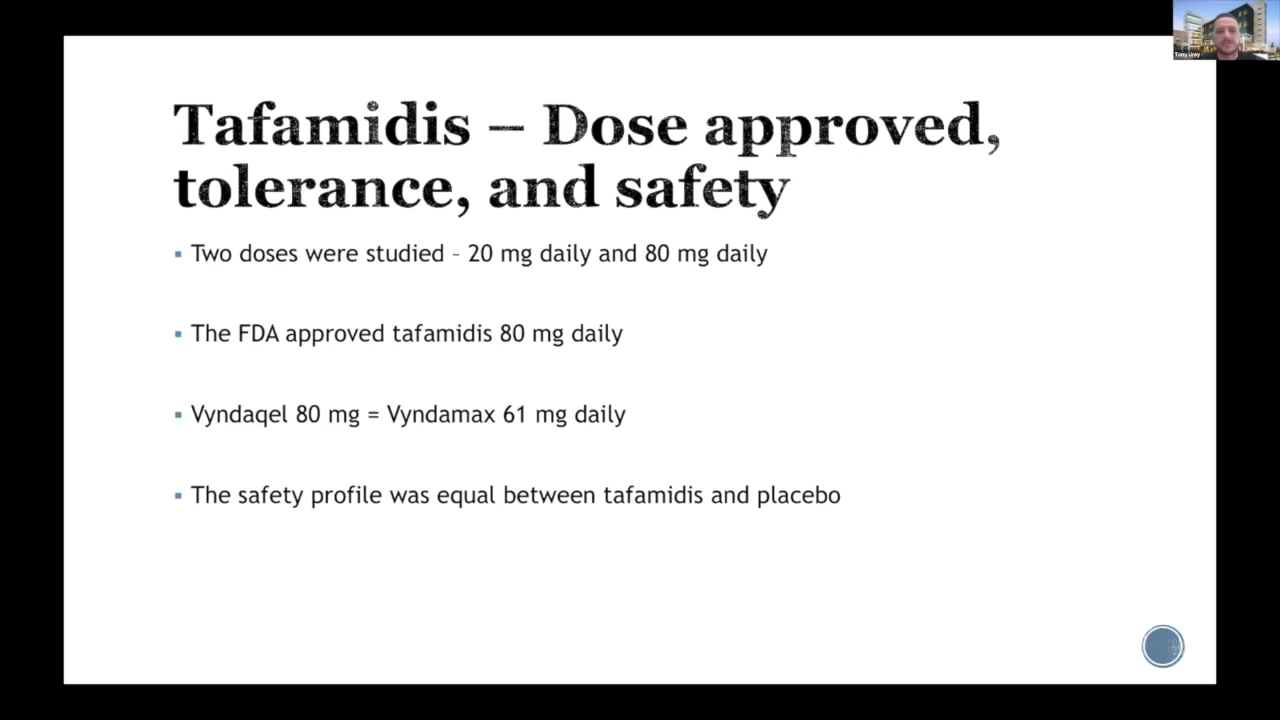 Tafamidis – Dose approved,
tolerance, and safety
▪ Two doses were studied – 20 mg daily and 80 mg daily
▪ The FDA approved tafamidis 80 mg daily
▪ Vyndaqel 80 mg = Vyndamax 61 mg daily
▪ The safety profile was equal between tafamidis and placebo